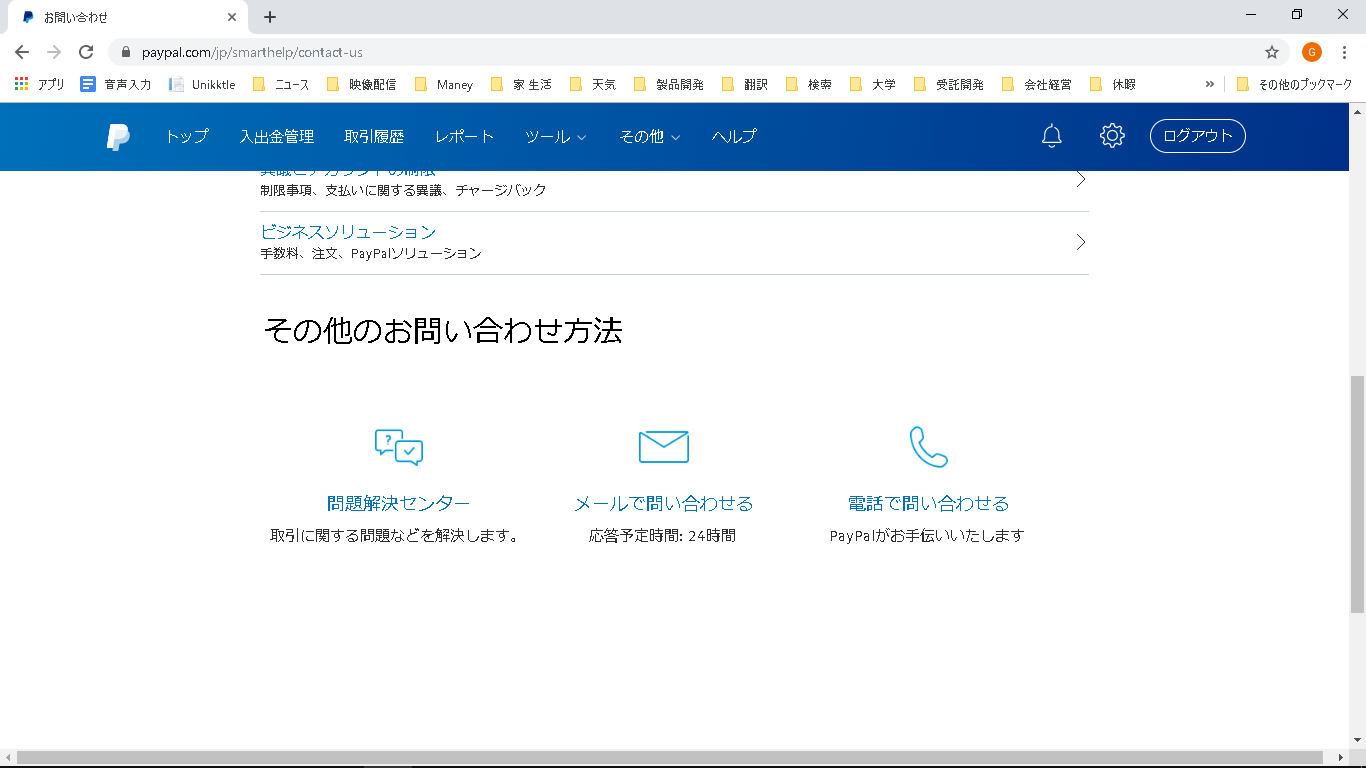 お問い合わせ
paypal.com/jp/smarthelp/contact-us
G
アプリ 音声入力 Unikktle ニュース 映像配信 Maney 家 生活 天気 製品開発 翻訳 検索 大学 受託開発 会社経営 休暇 » その他のブックマーク
トップ 入出金管理 取引履歴 レポート ツール その他 ヘルプ ログアウト
制限事項、支払いに関する異議、チャージバック
ビジネスソリューション
手数料、注文、PayPalソリューション
その他のお問い合わせ方法
問題解決センター メールで問い合わせる 電話で問い合わせる
取引に関する問題などを解決します。 応答予定時間: 24時間 PayPalがお手伝いいたします